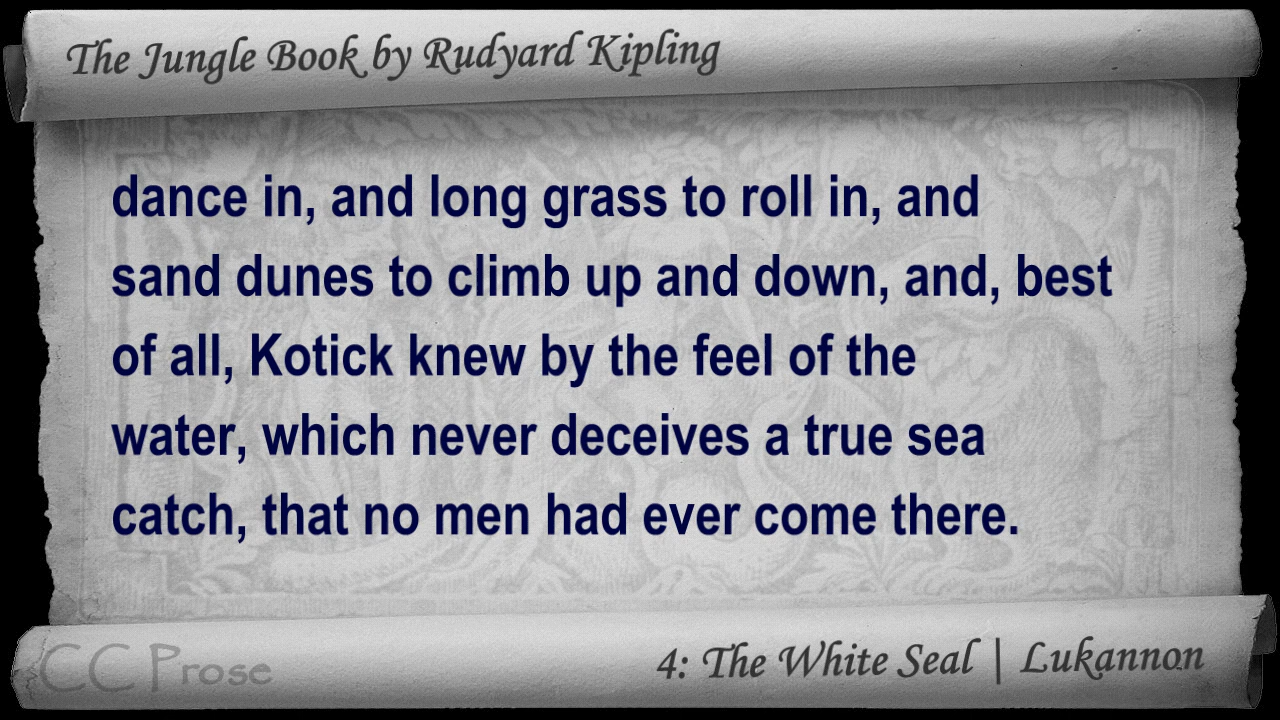 The Jungle Book by Rudyard Kipling
dance in, and long grass to roll in, and
sand dunes to climb up and down, and, best
of all, Kotick knew by the feel of the
water, which never deceives a true sea
catch, that no men had ever come there.
CC Prose
4: The White Seal | Lukannon